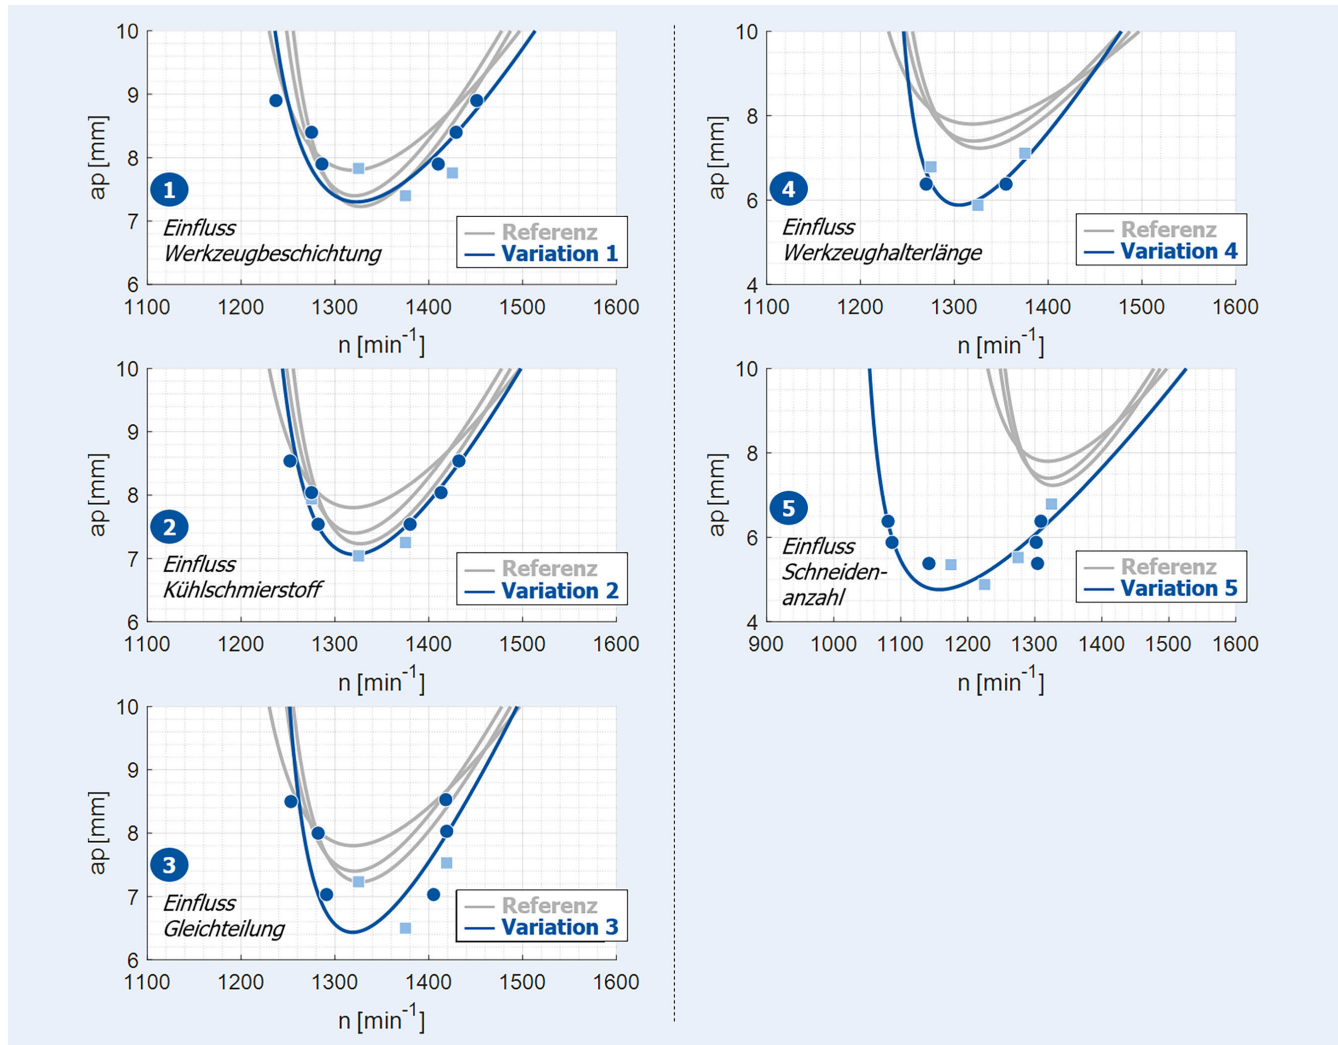 10
9
8
7
6
ap [mm]
1
Einfluss
Werkzeugbeschichtung
Referenz
Variation 1
1100 1200 1300 1400 1500 1600
n [min⁻¹]
10
9
8
7
6
ap [mm]
2
Einfluss
Kühlschmierstoff
Referenz
Variation 2
1100 1200 1300 1400 1500 1600
n [min⁻¹]
10
9
8
7
6
ap [mm]
3
Einfluss
Gleichteilung
Referenz
Variation 3
1100 1200 1300 1400 1500 1600
n [min⁻¹]
10
8
6
4
ap [mm]
4
Einfluss
Werkzeughalterlänge
Referenz
Variation 4
1100 1200 1300 1400 1500 1600
n [min⁻¹]
10
8
6
4
ap [mm]
5
Einfluss
Schneiden-
anzahl
Referenz
Variation 5
900 1000 1100 1200 1300 1400 1500 1600
n [min⁻¹]